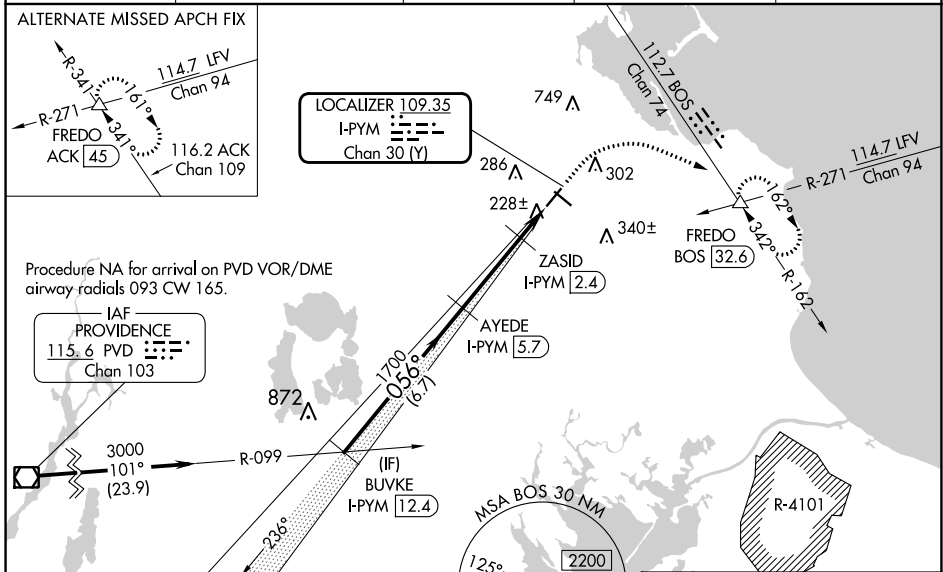 ALTERNATE MISSED APCH FIX
R-341
161°
114.7 LFV
Chan 94
R-271
FREDO
ACK 45
341°
116.2 ACK
Chan 109
LOCALIZER 109.35
I-PYM
Chan 30 (Y)
749
112.7 BOS
Chan 74
286
302
228±
340±
114.7 LFV
R-271
Chan 94
162°
FREDO
BOS 32.6
342°
R-162
ZASID
I-PYM 2.4
AYEDE
I-PYM 5.7
Procedure NA for arrival on PVD VOR/DME
airway radials 093 CW 165.
IAF
PROVIDENCE
115.6 PVD
Chan 103
872
1700
056°
(6.7)
3000
101°
(23.9)
R-099
(IF)
BUVKE
I-PYM 12.4
236°
MSA BOS 30 NM
125°
2200
R-4101